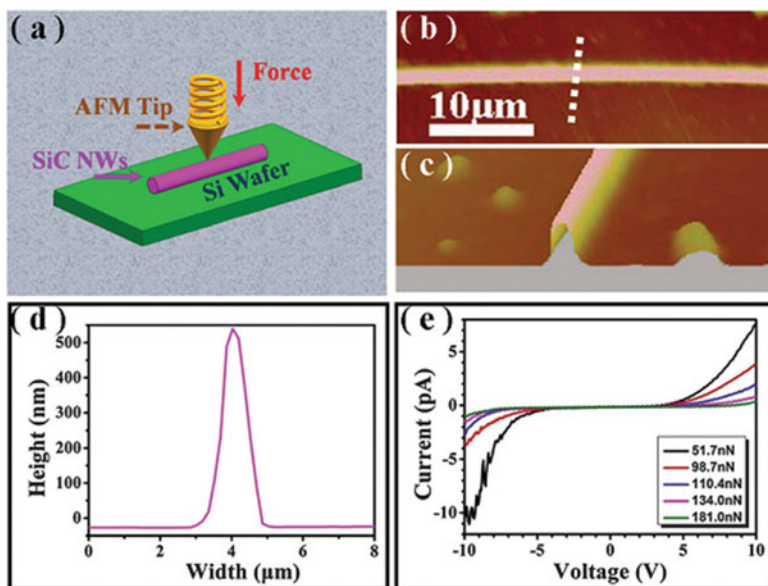 ( a )
Force
AFM Tip
SiC NWs
Si Wafer
( b )
10μm
( c )
( d )
500
400
300
200
100
0
Height (nm)
0 2 4 6 8
Width (μm)
( e )
5
0
-5
-10
Current (pA)
51.7nN
98.7nN
110.4nN
134.0nN
181.0nN
-10 -5 0 5 10
Voltage (V)